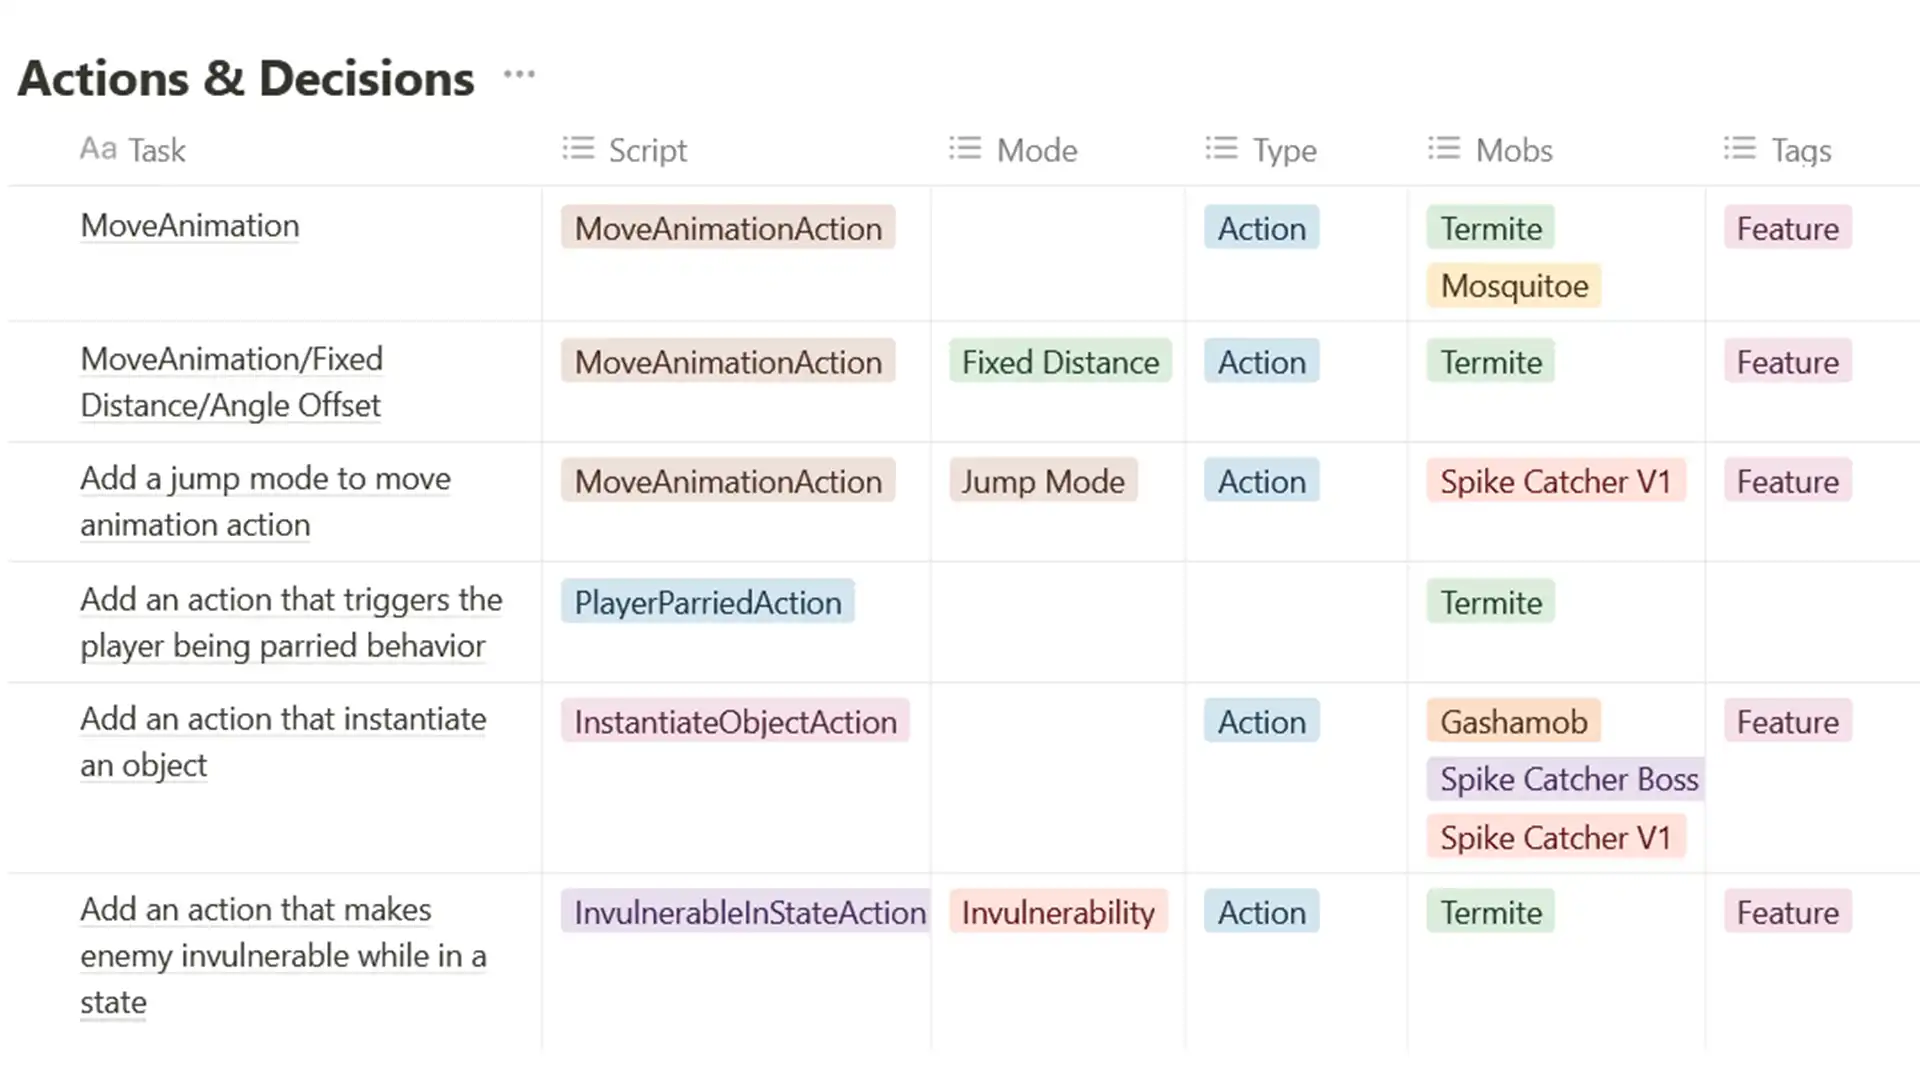 Actions & Decisions ...
Aa Task Script Mode Type Mobs Tags
MoveAnimation MoveAnimationAction Action Termite Feature
Mosquitoe
MoveAnimation/Fixed MoveAnimationAction Fixed Distance Action Termite Feature
Distance/Angle Offset
Add a jump mode to move MoveAnimationAction Jump Mode Action Spike Catcher V1 Feature
animation action
Add an action that triggers the PlayerParriedAction Termite
player being parried behavior
Add an action that instantiate InstantiateObjectAction Action Gashamob Feature
an object Spike Catcher Boss
Spike Catcher V1
Add an action that makes InvulnerableInStateAction Invulnerability Action Termite Feature
enemy invulnerable while in a
state